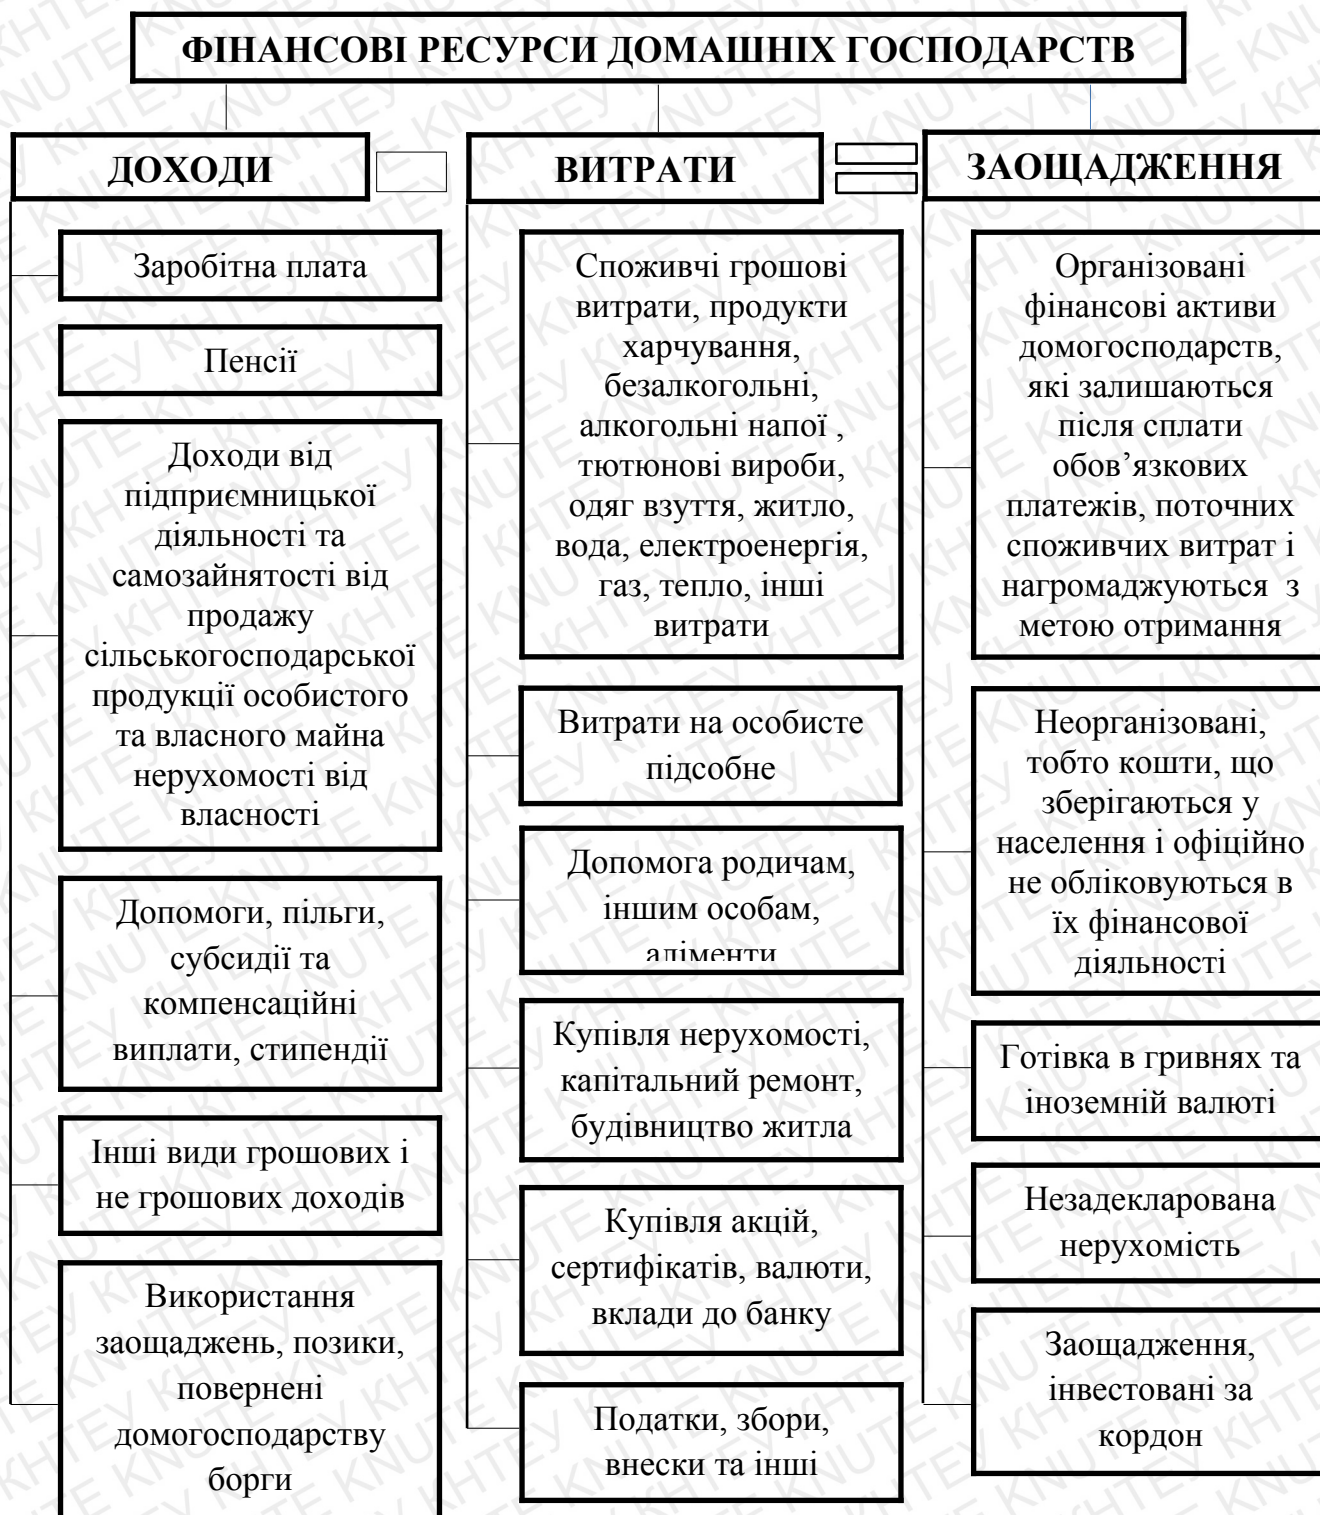 ФІНАНСОВІ РЕСУРСИ ДОМАШНІХ ГОСПОДАРСТВ
ДОХОДИ
Заробітна плата
Пенсії
Доходи від
підприємницької
діяльності та
самозайнятості від
продажу
сільськогосподарської
продукції особистого
та власного майна
нерухомості від
власності
Допомоги, пільги,
субсидії та
компенсаційні
виплати, стипендії
Інші види грошових і
не грошових доходів
Використання
заощаджень, позики,
повернені
домогосподарству
борги
ВИТРАТИ
Споживчі грошові
витрати, продукти
харчування,
безалкогольні,
алкогольні напої ,
тютюнові вироби,
одяг взуття, житло,
вода, електроенергія,
газ, тепло, інші
витрати
Витрати на особисте
підсобне
Допомога родичам,
іншим особам,
аліменти
Купівля нерухомості,
капітальний ремонт,
будівництво житла
Купівля акцій,
сертифікатів, валюти,
вклади до банку
Податки, збори,
внески та інші
ЗАОЩАДЖЕННЯ
Організовані
фінансові активи
домогосподарств,
які залишаються
після сплати
обов’язкових
платежів, поточних
споживчих витрат і
нагромаджуються з
метою отримання
Неорганізовані,
тобто кошти, що
зберігаються у
населення і офіційно
не обліковуються в
їх фінансової
діяльності
Готівка в гривнях та
іноземній валюті
Незадекларована
нерухомість
Заощадження,
інвестовані за
кордон